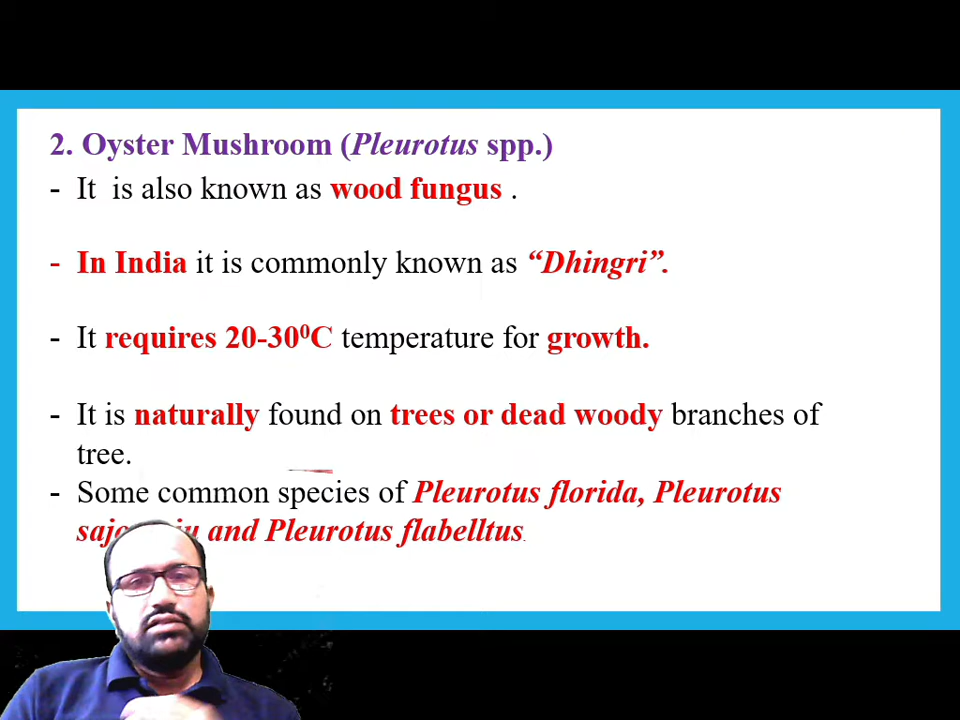 2. Oyster Mushroom (Pleurotus spp.)
- It is also known as wood fungus .
- In India it is commonly known as “Dhingri”.
- It requires 20-30⁰C temperature for growth.
- It is naturally found on trees or dead woody branches of
tree.
- Some common species of Pleurotus florida, Pleurotus
and Pleurotus flabelltus.